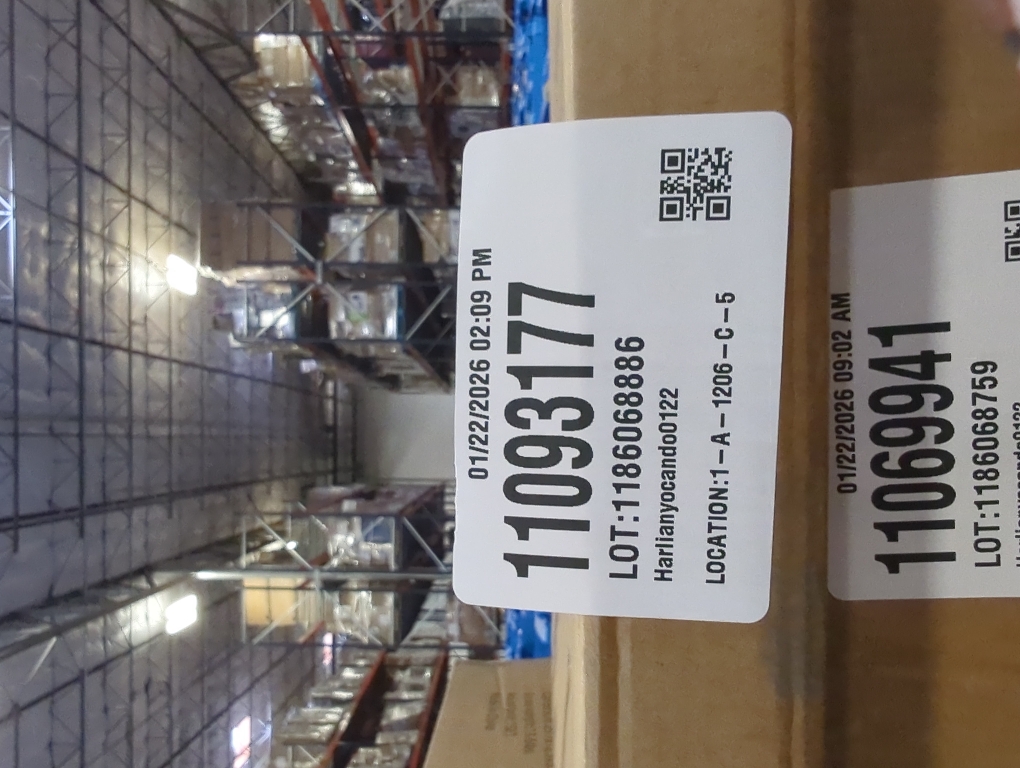 01/22/2026 02:09 PM
11093177
LOT:1186068886
Harlianyocando0122
LOCATION:1-A-1206-C-5
01/22/2026 09:02 AM
11069941
LOT:1186068759